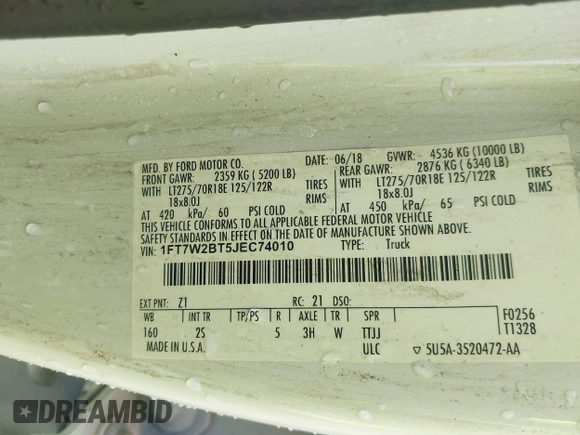 MFD. BY FORD MOTOR CO.
DATE: 06/18 GVWR: 4536 KG (10000 LB)
FRONT GAWR: 2359 KG ( 5200 LB) REAR GAWR: 2876 KG ( 6340 LB)
WITH LT275/70R18E 125/122R TIRES WITH LT275/70R18E 125/122R TIRES
18x8.0J RIMS 18x8.0J RIMS
AT 420 kPa/ 60 PSI COLD AT 450 kPa/ 65 PSI COLD
THIS VEHICLE CONFORMS TO ALL APPLICABLE FEDERAL MOTOR VEHICLE
SAFETY STANDARDS IN EFFECT ON THE DATE OF MANUFACTURE SHOWN ABOVE.
VIN: 1FT7W2BT5JEC74010 TYPE: Truck
EXT PNT: Z1 RC: 21 DSO: F0256
WB INT TR TP/PS R AXLE TR SPR T1328
160 2S 5 3H W TTJJ
MADE IN U.S.A. ULC ▽ 5U5A-3520472-AA
DREAMBID